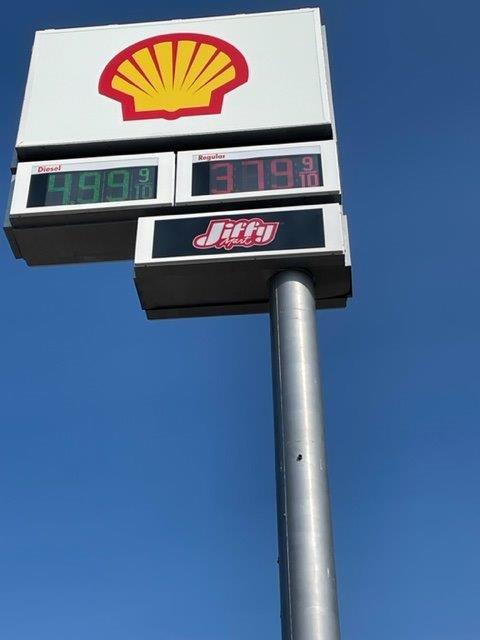 Diesel
4.99 9/10
Regular
3.79 9/10
Jiffy
Mart